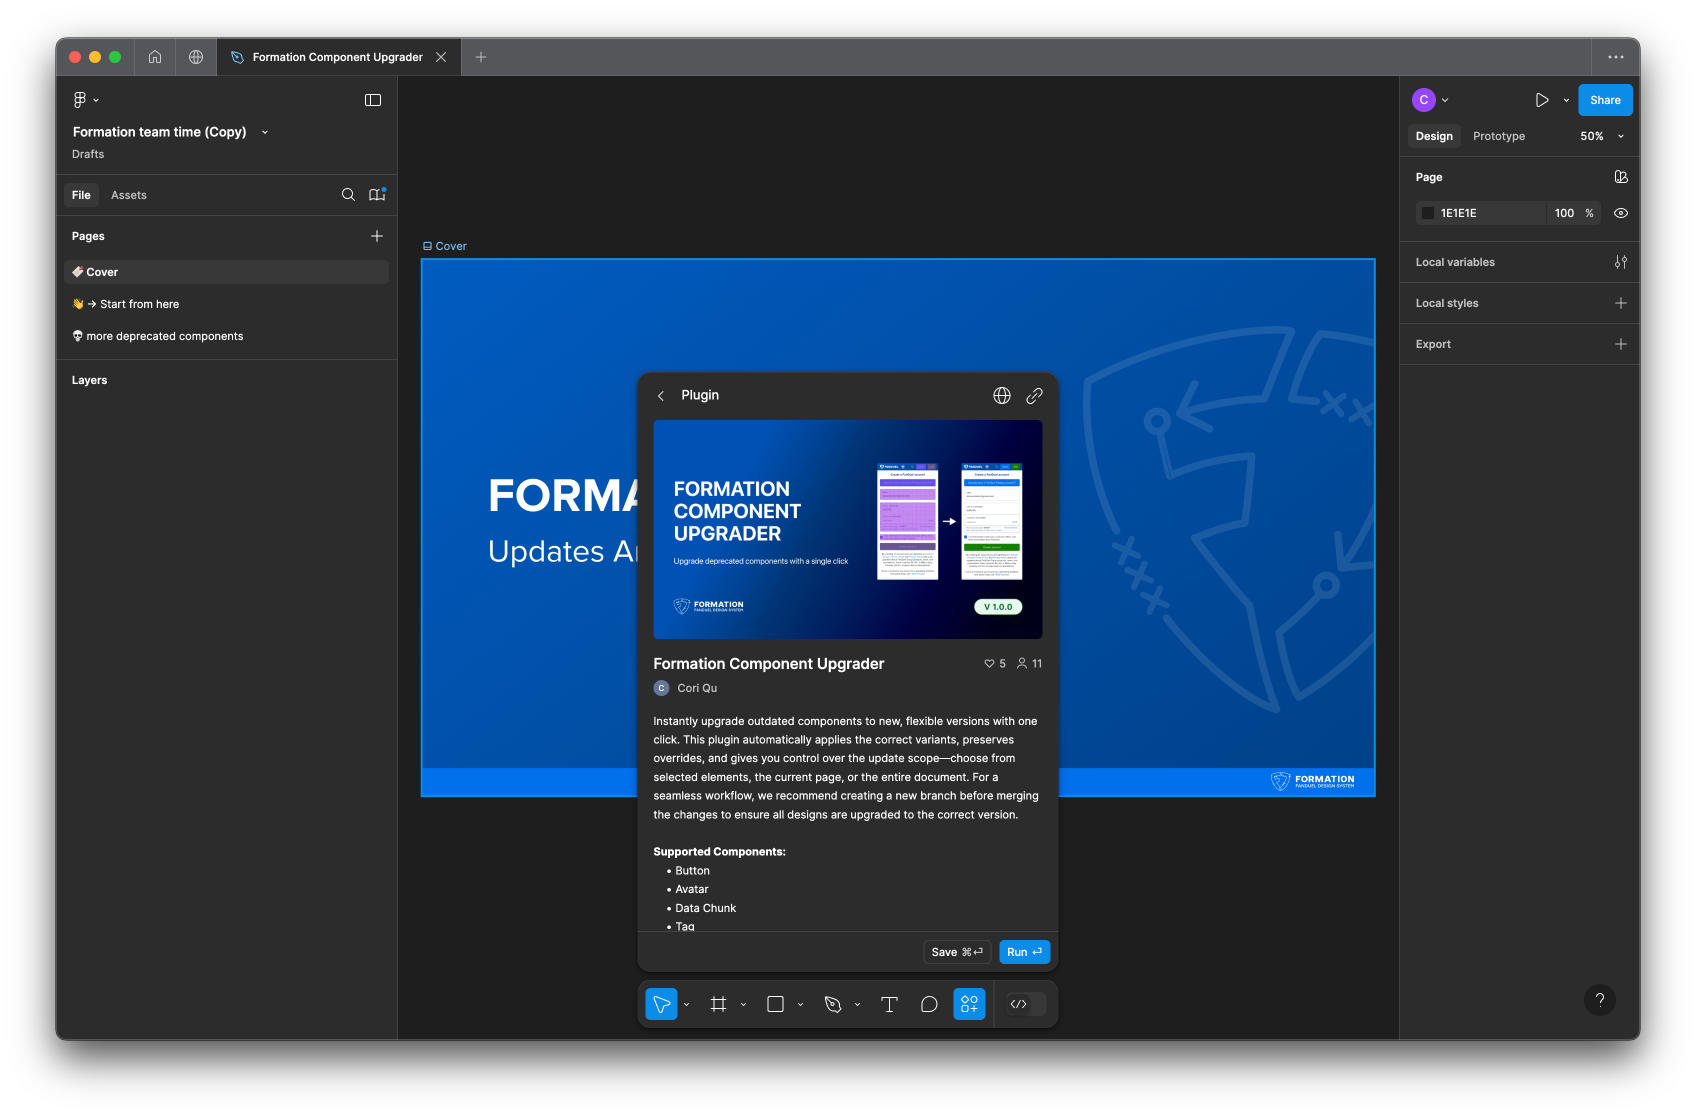 Formation Component Upgrader
Formation team time (Copy)
Drafts
File
Assets
Pages
Cover
→ Start from here
more deprecated components
Layers
Cover
FORMA
Updates A
FORMATION
FANDUEL DESIGN SYSTEM
Plugin
FORMATION
COMPONENT
UPGRADER
Upgrade deprecated components with a single click
FORMATION
FANDUEL DESIGN SYSTEM
V 1.0.0
Formation Component Upgrader
5
11
C
Cori Qu
Instantly upgrade outdated components to new, flexible versions with one
click. This plugin automatically applies the correct variants, preserves
overrides, and gives you control over the update scope—choose from
selected elements, the current page, or the entire document. For a
seamless workflow, we recommend creating a new branch before merging
the changes to ensure all designs are upgraded to the correct version.
Supported Components:
• Button
• Avatar
• Data Chunk
• Tag
Save ⌘⏎
Run ⏎
C
Share
Design
Prototype
50%
Page
1E1E1E
100 %
Local variables
Local styles
Export
?